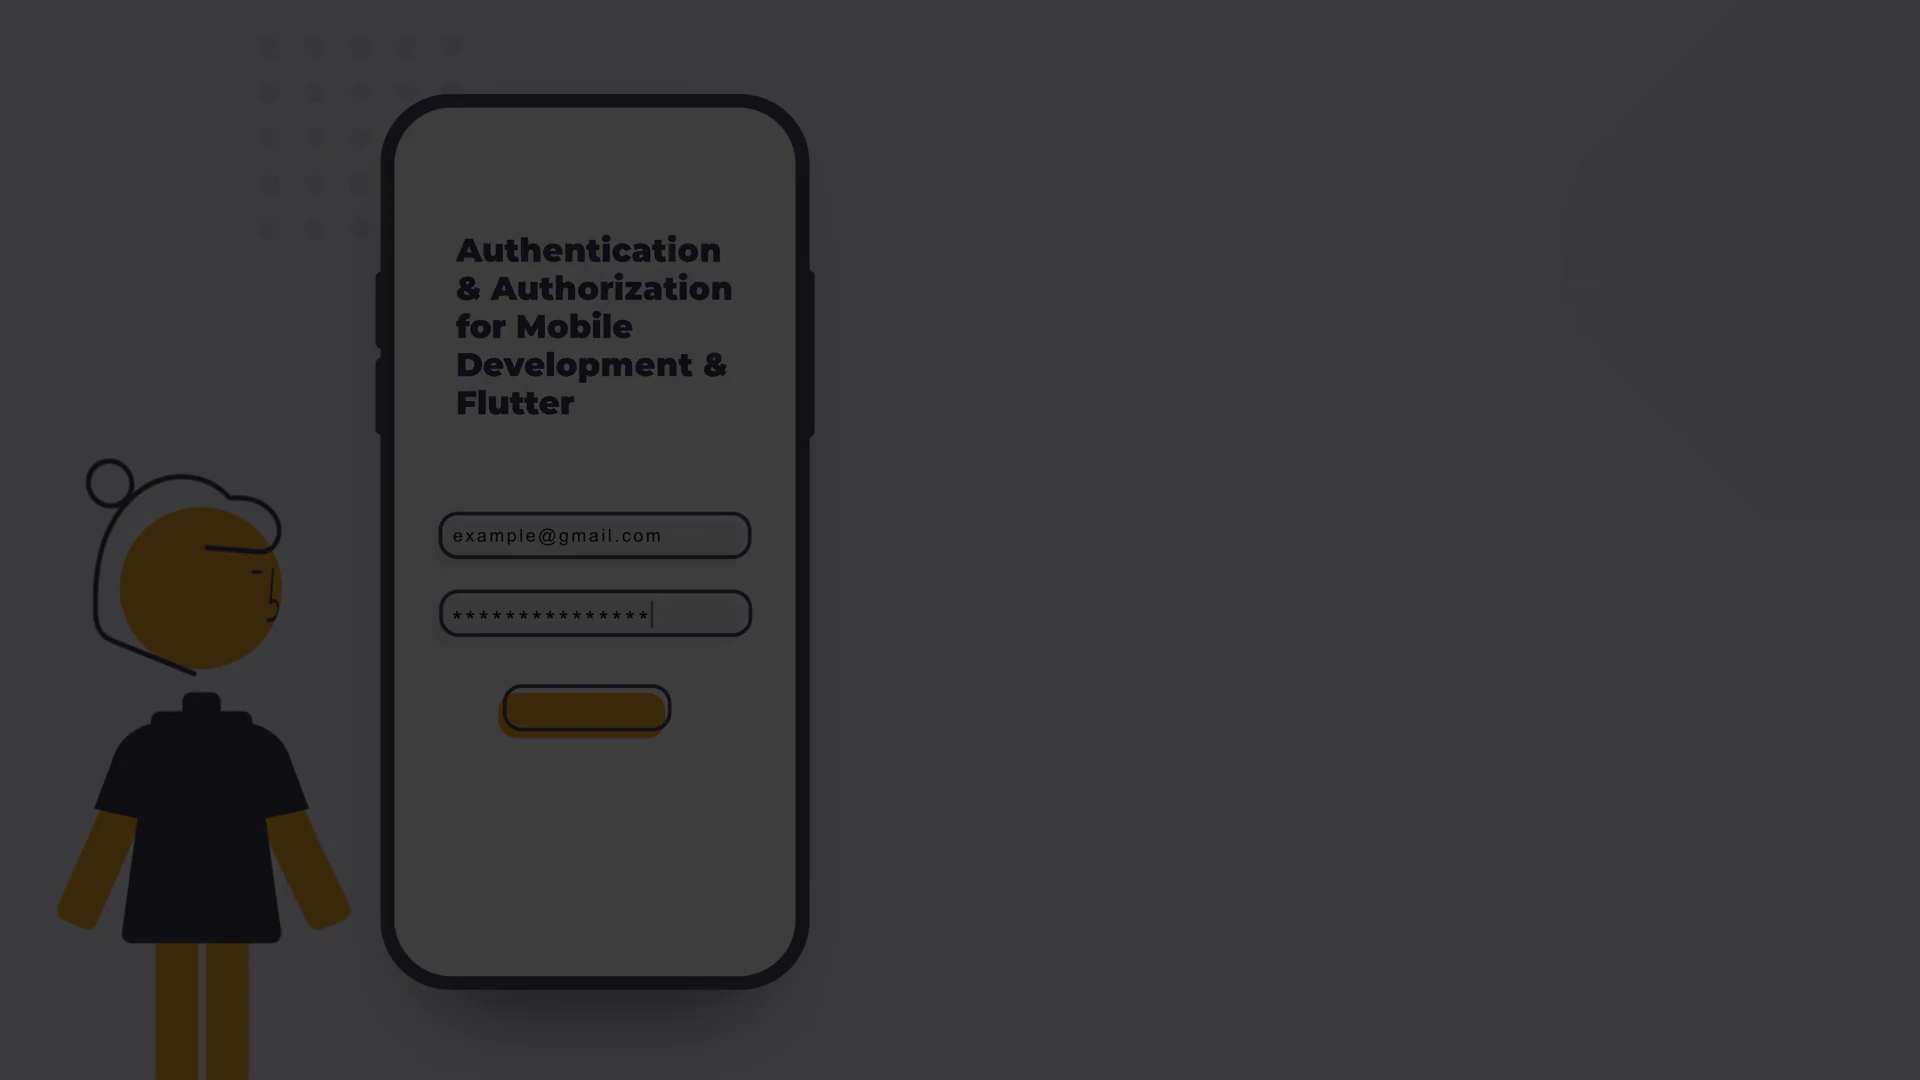 Authentication
& Authorization
for Mobile
Development &
Flutter
example@gmail.com
***************